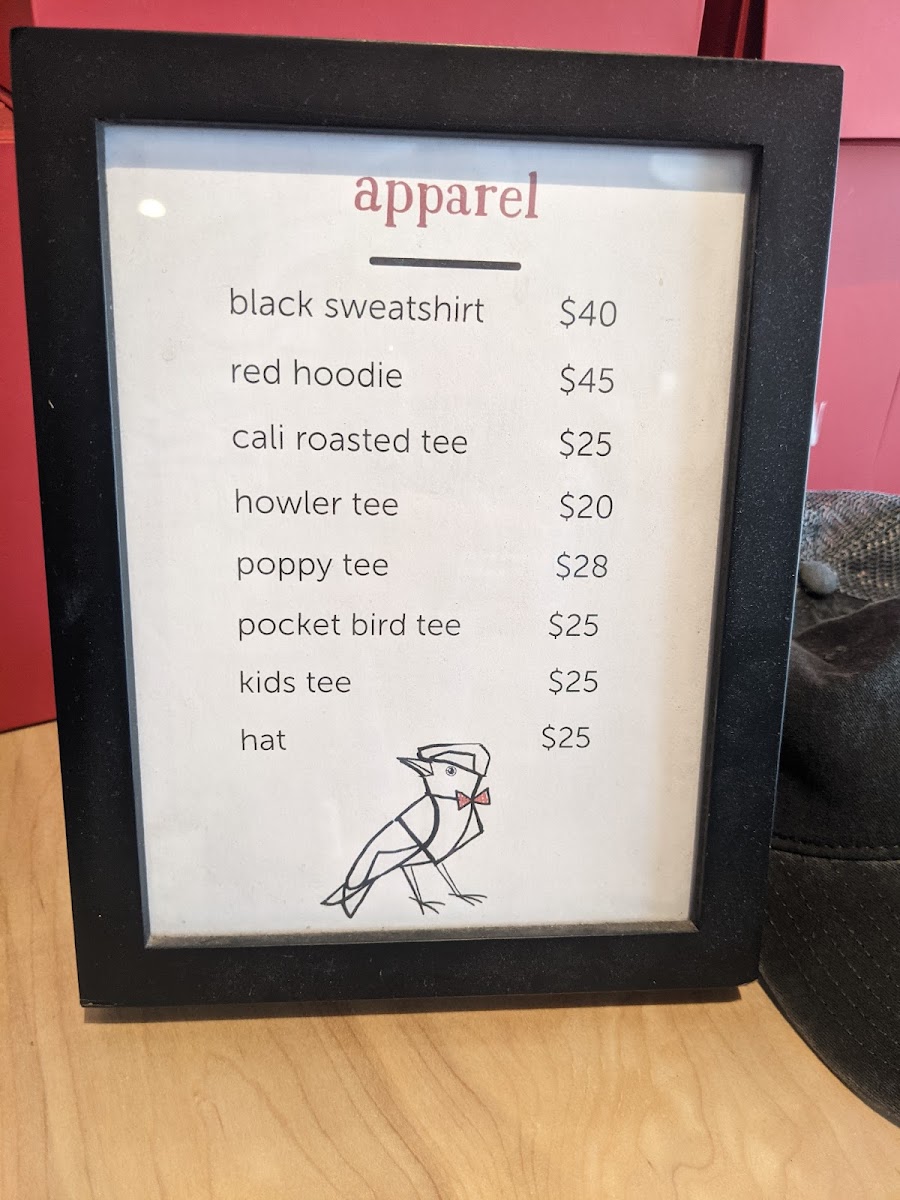 apparel
black sweatshirt $40
red hoodie $45
cali roasted tee $25
howler tee $20
poppy tee $28
pocket bird tee $25
kids tee $25
hat $25